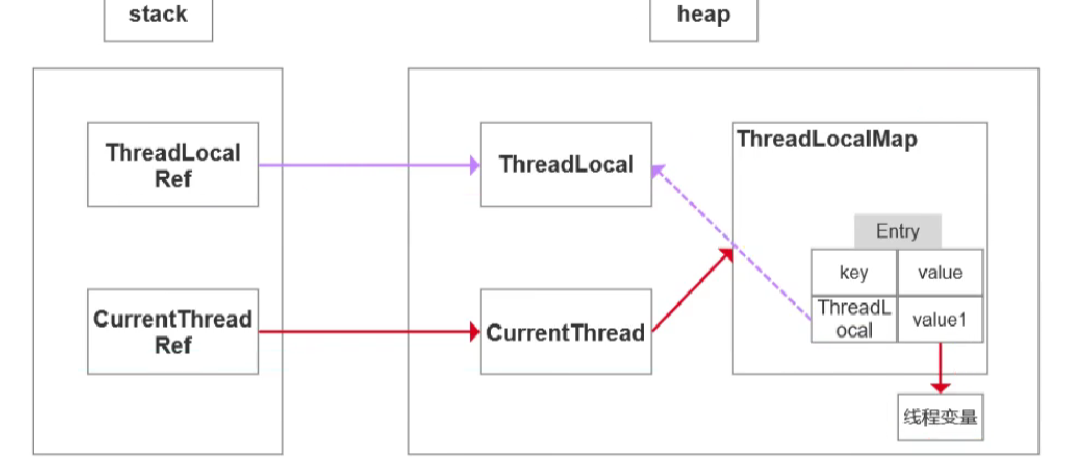 stack
heap
ThreadLocal
Ref
ThreadLocal
ThreadLocalMap
Entry
key
value
ThreadL
ocal
value1
CurrentThread
Ref
CurrentThread
线程变量